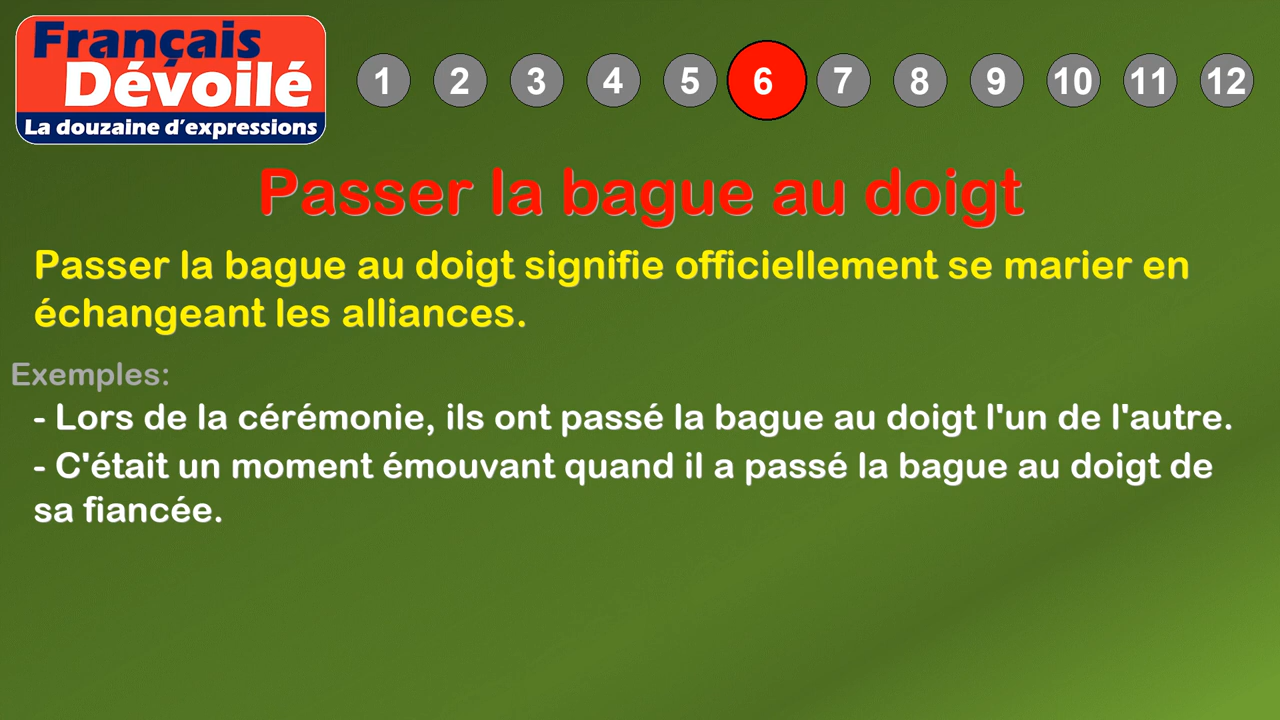 Français
Dévoilé
La douzaine d'expressions
1 2 3 4 5 6 7 8 9 10 11 12
Passer la bague au doigt
Passer la bague au doigt signifie officiellement se marier en
échangeant les alliances.
Exemples:
- Lors de la cérémonie, ils ont passé la bague au doigt l'un de l'autre.
- C'était un moment émouvant quand il a passé la bague au doigt de
sa fiancée.